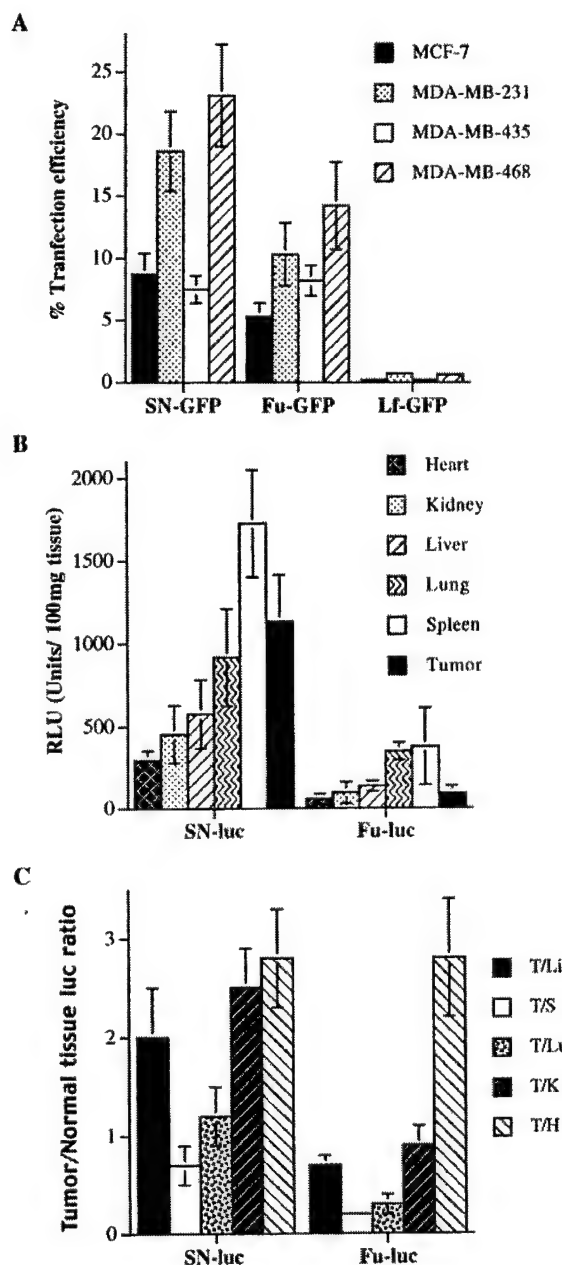 A
% Tranfection efficiency
25
20
15
10
5
0
MCF-7
MDA-MB-231
MDA-MB-435
MDA-MB-468
SN-GFP Fu-GFP Lf-GFP
B
RLU (Units/ 100mg tissue)
2000
1500
1000
500
0
Heart
Kidney
Liver
Lung
Spleen
Tumor
SN-luc Fu-luc
C
Tumor/Normal tissue luc ratio
3
2
1
0
T/Li
T/S
T/Lu
T/K
T/H
SN-luc Fu-luc